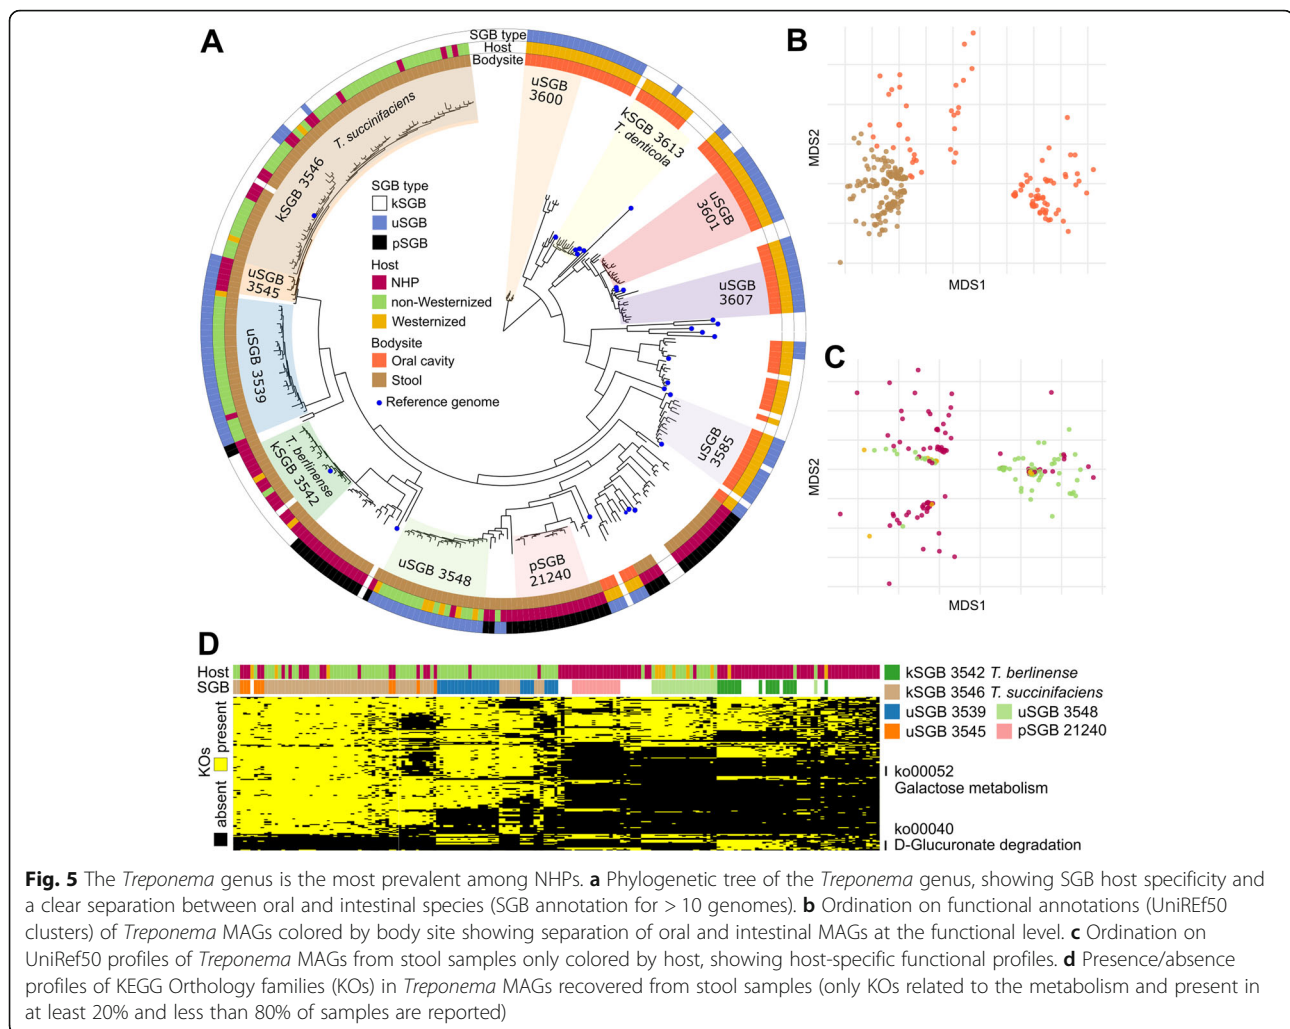 A
SGB type
Host
Bodysite
uSGB
3600
kSGB 3613
T. denticola
uSGB
3601
uSGB
3607
uSGB
3585
pSGB
21240
uSGB 3548
T. berlinense
kSGB 3542
uSGB 3539
uSGB
3545
kSGB 3546
T. succinifaciens
SGB type
kSGB
uSGB
pSGB
Host
NHP
non-Westernized
Westernized
Bodysite
Oral cavity
Stool
Reference genome
B
MDS2
MDS1
C
MDS2
MDS1
D
Host
SGB
KOs
present
absent
kSGB 3542 T. berlinense
kSGB 3546 T. succinifaciens
uSGB 3539 uSGB 3548
uSGB 3545 pSGB 21240
ko00052
Galactose metabolism
ko00040
D-Glucuronate degradation
Fig. 5 The Treponema genus is the most prevalent among NHPs. a Phylogenetic tree of the Treponema genus, showing SGB host specificity and
a clear separation between oral and intestinal species (SGB annotation for > 10 genomes). b Ordination on functional annotations (UniREf50
clusters) of Treponema MAGs colored by body site showing separation of oral and intestinal MAGs at the functional level. c Ordination on
UniRef50 profiles of Treponema MAGs from stool samples only colored by host, showing host-specific functional profiles. d Presence/absence
profiles of KEGG Orthology families (KOs) in Treponema MAGs recovered from stool samples (only KOs related to the metabolism and present in
at least 20% and less than 80% of samples are reported)